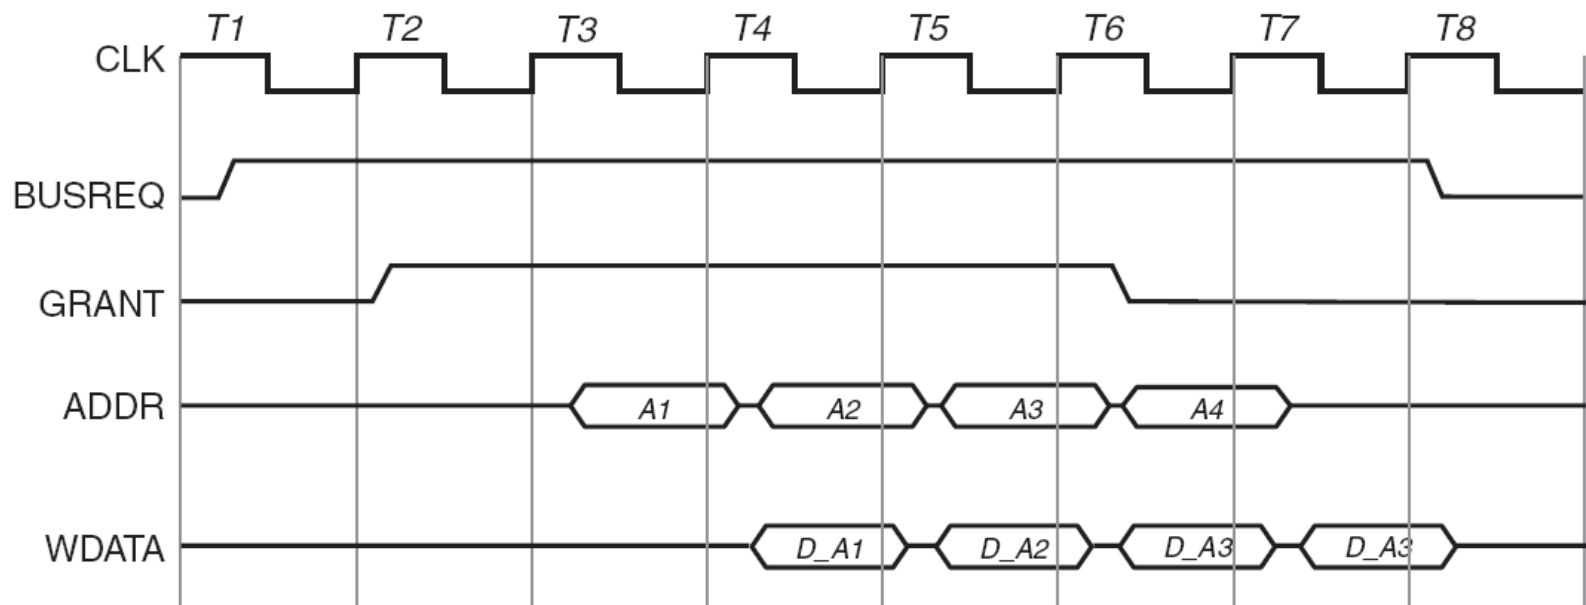 T1 T2 T3 T4 T5 T6 T7 T8
CLK
BUSREQ
GRANT
ADDR A1 A2 A3 A4
WDATA D_A1 D_A2 D_A3 D_A3